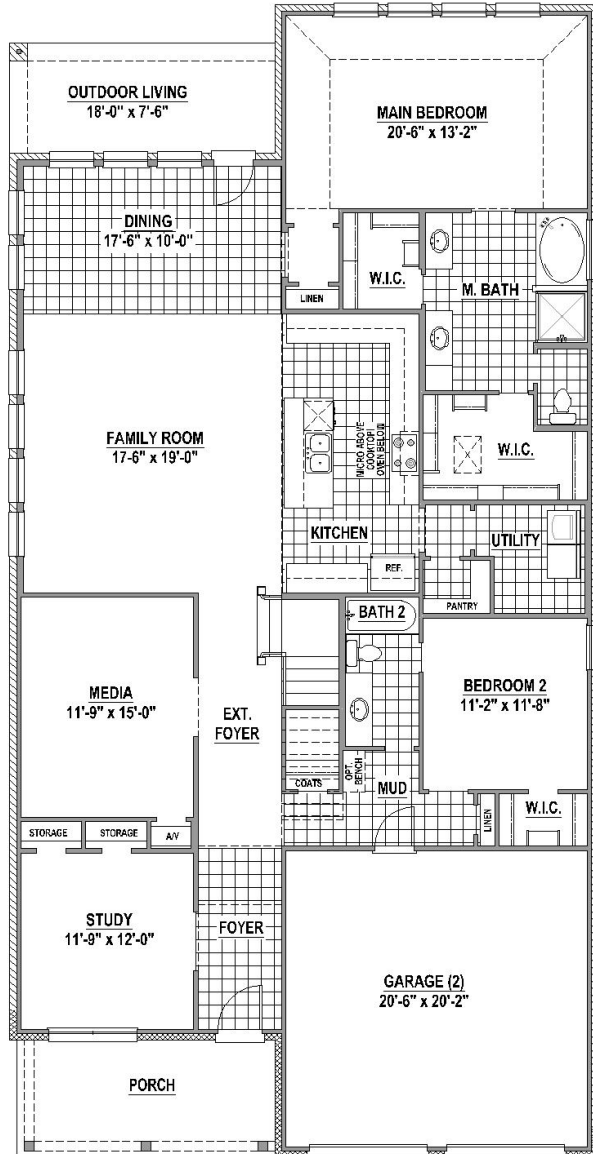 OUTDOOR LIVING
18'-0" x 7'-6"
MAIN BEDROOM
20'-6" x 13'-2"
DINING
17'-6" x 10'-0"
LINEN
W.I.C.
M. BATH
FAMILY ROOM
17'-6" x 19'-0"
MICRO ABOVE
COOKTOP/
OVEN BELOW
W.I.C.
KITCHEN
UTILITY
REF.
PANTRY
BATH 2
MEDIA
11'-9" x 15'-0"
BEDROOM 2
11'-2" x 11'-8"
EXT.
FOYER
COATS
OPT.
BENCH
MUD
LINEN
W.I.C.
STORAGE
STORAGE
A/V
STUDY
11'-9" x 12'-0"
FOYER
GARAGE (2)
20'-6" x 20'-2"
PORCH